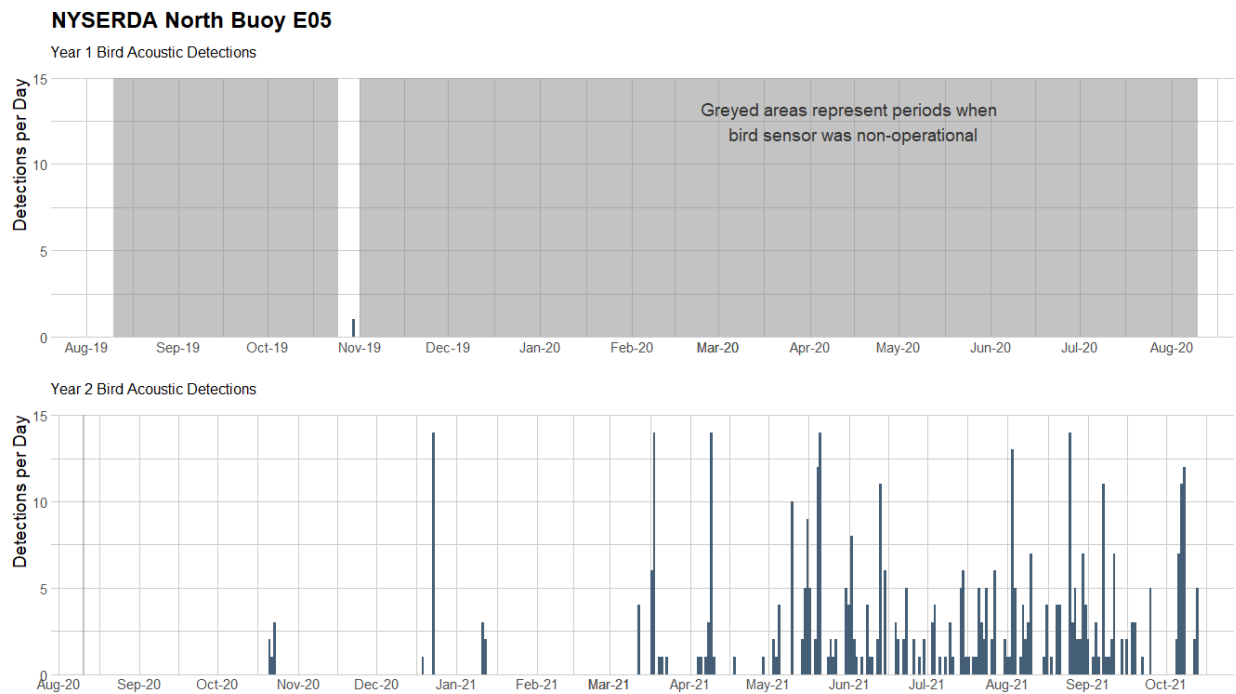 NYSERDA North Buoy E05
Year 1 Bird Acoustic Detections
Detections per Day
15
10
5
0
Greyed areas represent periods when
bird sensor was non-operational
Aug-19 Sep-19 Oct-19 Nov-19 Dec-19 Jan-20 Feb-20 Mar-20 Apr-20 May-20 Jun-20 Jul-20 Aug-20
Year 2 Bird Acoustic Detections
Detections per Day
15
10
5
0
Aug-20 Sep-20 Oct-20 Nov-20 Dec-20 Jan-21 Feb-21 Mar-21 Apr-21 May-21 Jun-21 Jul-21 Aug-21 Sep-21 Oct-21